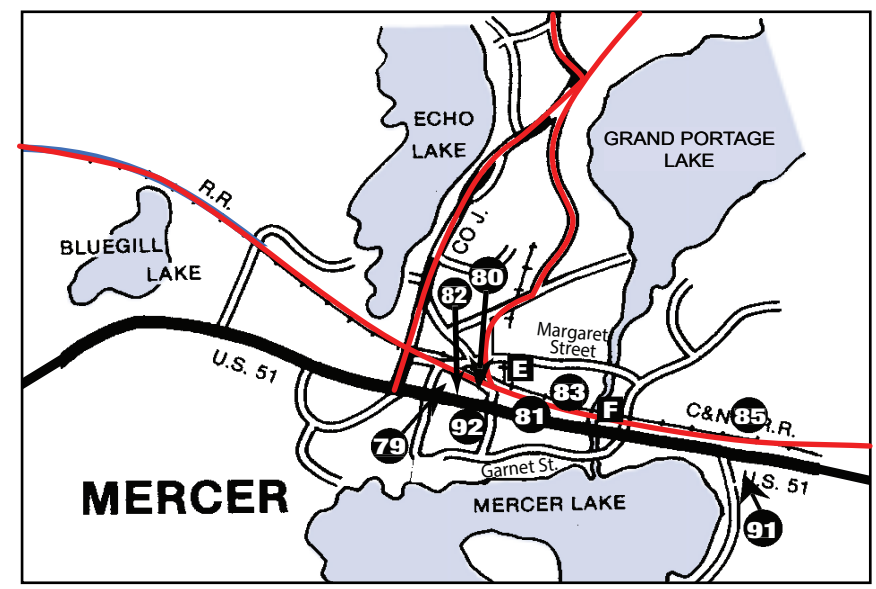 ECHO
LAKE
GRAND PORTAGE
LAKE
R.R.
BLUEGILL
LAKE
CO J.
80
82
Margaret
Street
U.S. 51
E
83
F
81
C&N
85
.R.
92
79
Garnet St.
MERCER
MERCER LAKE
U.S. 51
91